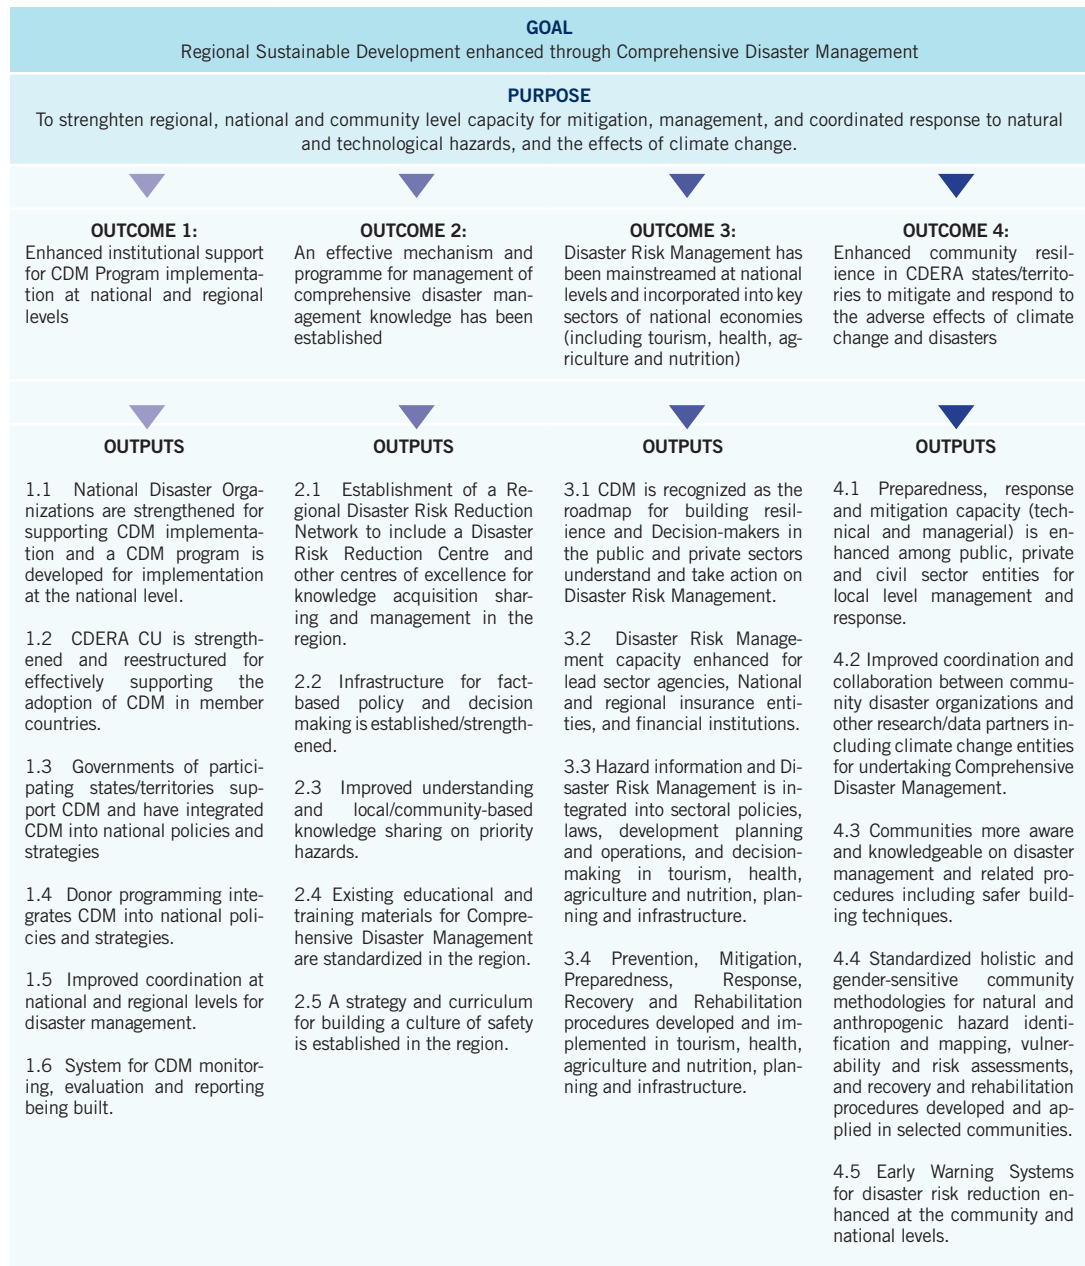 GOAL
Regional Sustainable Development enhanced through Comprehensive Disaster Management
PURPOSE
To strenghten regional, national and community level capacity for mitigation, management, and coordinated response to natural
and technological hazards, and the effects of climate change.
OUTCOME 1:
Enhanced institutional support
for CDM Program implementa-
tion at national and regional
levels
OUTCOME 2:
An effective mechanism and
programme for management of
comprehensive disaster man-
agement knowledge has been
established
OUTCOME 3:
Disaster Risk Management has
been mainstreamed at national
levels and incorporated into key
sectors of national economies
(including tourism, health, ag-
riculture and nutrition)
OUTCOME 4:
Enhanced community resil-
ience in CDERA states/territo-
ries to mitigate and respond to
the adverse effects of climate
change and disasters
OUTPUTS
1.1 National Disaster Orga-
nizations are strengthened for
supporting CDM implementa-
tion and a CDM program is
developed for implementation
at the national level.
1.2 CDERA CU is strength-
ened and reestructured for
effectively supporting the
adoption of CDM in member
countries.
1.3 Governments of partici-
pating states/territories sup-
port CDM and have integrated
CDM into national policies and
strategies
1.4 Donor programming inte-
grates CDM into national poli-
cies and strategies.
1.5 Improved coordination at
national and regional levels for
disaster management.
1.6 System for CDM monitor-
ing, evaluation and reporting
being built.
OUTPUTS
2.1 Establishment of a Re-
gional Disaster Risk Reduction
Network to include a Disaster
Risk Reduction Centre and
other centres of excellence for
knowledge acquisition shar-
ing and management in the
region.
2.2 Infrastructure for fact-
based policy and decision
making is established/strength-
ened.
2.3 Improved understanding
and local/community-based
knowledge sharing on priority
hazards.
2.4 Existing educational and
training materials for Compre-
hensive Disaster Management
are standardized in the region.
2.5 A strategy and curriculum
for building a culture of safety
is established in the region.
OUTPUTS
3.1 CDM is recognized as the
roadmap for building resil-
ience and Decision-makers in
the public and private sectors
understand and take action on
Disaster Risk Management.
3.2 Disaster Risk Manage-
ment capacity enhanced for
lead sector agencies, National
and regional insurance enti-
ties, and financial institutions.
3.3 Hazard information and Di-
saster Risk Management is in-
tegrated into sectoral policies,
laws, development planning
and operations, and decision-
making in tourism, health,
agriculture and nutrition, plan-
ning and infrastructure.
3.4 Prevention, Mitigation,
Preparedness, Response,
Recovery and Rehabilitation
procedures developed and im-
plemented in tourism, health,
agriculture and nutrition, plan-
ning and infrastructure.
OUTPUTS
4.1 Preparedness, response
and mitigation capacity (tech-
nical and managerial) is en-
hanced among public, private
and civil sector entities for
local level management and
response.
4.2 Improved coordination and
collaboration between commu-
nity disaster organizations and
other research/data partners in-
cluding climate change entities
for undertaking Comprehensive
Disaster Management.
4.3 Communities more aware
and knowledgeable on disaster
management and related pro-
cedures including safer build-
ing techniques.
4.4 Standardized holistic and
gender-sensitive community
methodologies for natural and
anthropogenic hazard identi-
fication and mapping, vulner-
ability and risk assessments,
and recovery and rehabilitation
procedures developed and ap-
plied in selected communities.
4.5 Early Warning Systems
for disaster risk reduction en-
hanced at the community and
national levels.